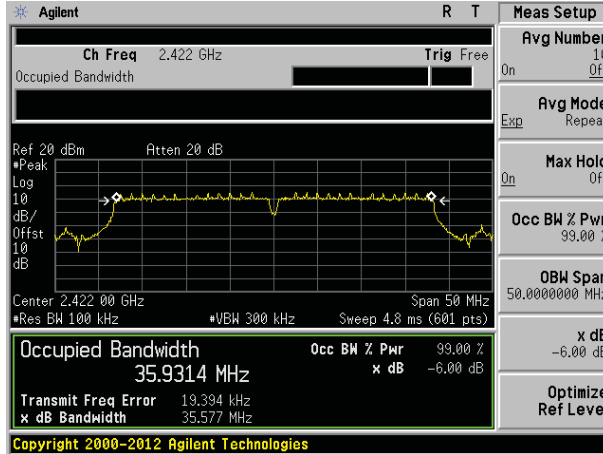 Agilent R T
Ch Freq 2.422 GHz Trig Free
Occupied Bandwidth
Ref 20 dBm Atten 20 dB
#Peak
Log
10
dB/
Offst
10
dB
Center 2.422 00 GHz Span 50 MHz
#Res BW 100 kHz #VBW 300 kHz Sweep 4.8 ms (601 pts)
Occupied Bandwidth Occ BW % Pwr 99.00 %
35.9314 MHz x dB -6.00 dB
Transmit Freq Error 19.394 kHz
x dB Bandwidth 35.577 MHz
Copyright 2000-2012 Agilent Technologies
Meas Setup
Avg Number
On
Avg Mode
Exp Repea
Max Hold
On Of
Occ BW % Pwr
99.00
OBW Span
50.0000000 MH
x dB
-6.00 dB
Optimize
Ref Leve